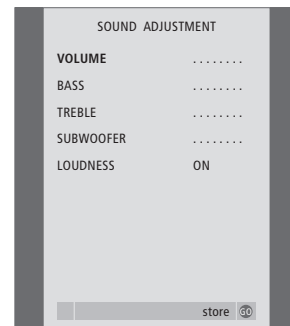 SOUND ADJUSTMENT
VOLUME ........
BASS ........
TREBLE ........
SUBWOOFER ........
LOUDNESS ON
store GO